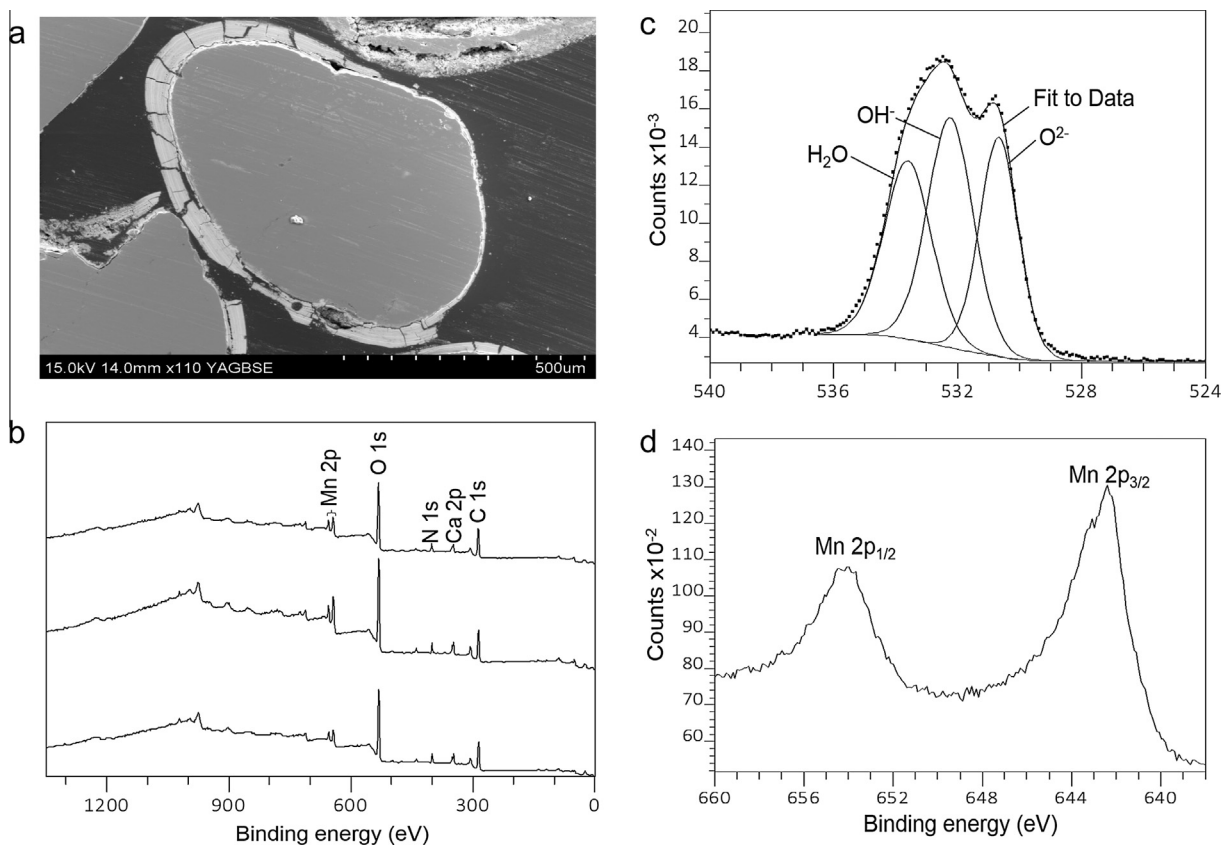 a
15.0kV 14.0mm x110 YAGBSE
500um
b
Mn 2p
O 1s
N 1s
Ca 2p
C 1s
1200
900
600
300
0
Binding energy (eV)
c
20
18
16
14
12
10
8
6
4
Counts x10-3
H2O
OH-
Fit to Data
O2-
540
536
532
528
524
d
140
130
120
110
100
90
80
70
60
Counts x10-2
Mn 2p1/2
Mn 2p3/2
660
656
652
648
644
640
Binding energy (eV)